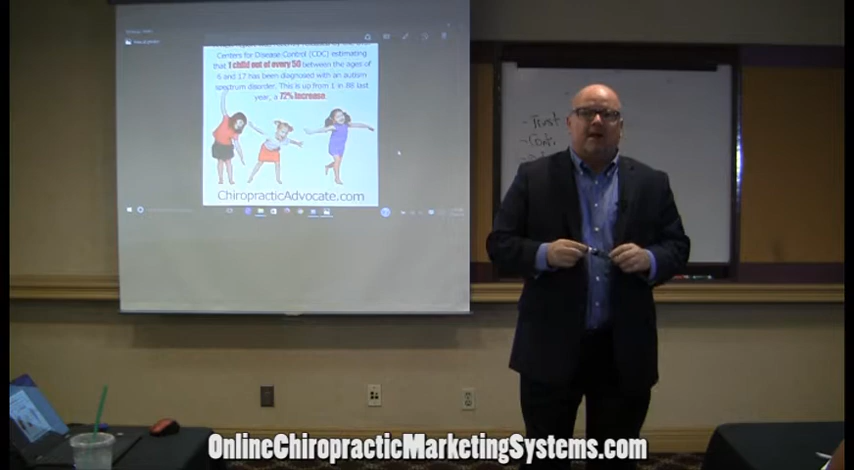 Centers for Disease Control (CDC) estimating
that 1 child out of every 50 between the ages of
6 and 17 has been diagnosed with an autism
spectrum disorder. This is up from 1 in 88 last
year, a 72% increase.
ChiropracticAdvocate.com
- Trust
OnlineChiropracticMarketingSystems.com